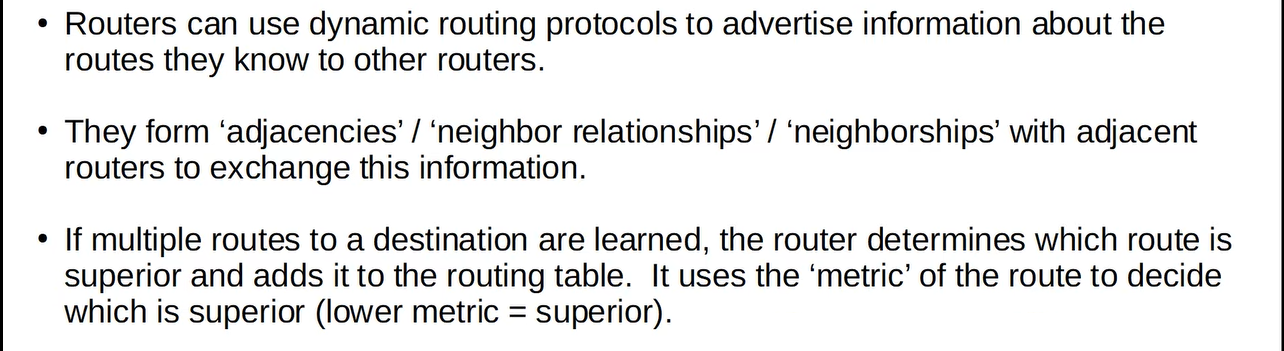 • Routers can use dynamic routing protocols to advertise information about the
routes they know to other routers.
• They form ‘adjacencies’ / ‘neighbor relationships’ / ‘neighborships’ with adjacent
routers to exchange this information.
• If multiple routes to a destination are learned, the router determines which route is
superior and adds it to the routing table.  It uses the ‘metric’ of the route to decide
which is superior (lower metric = superior).